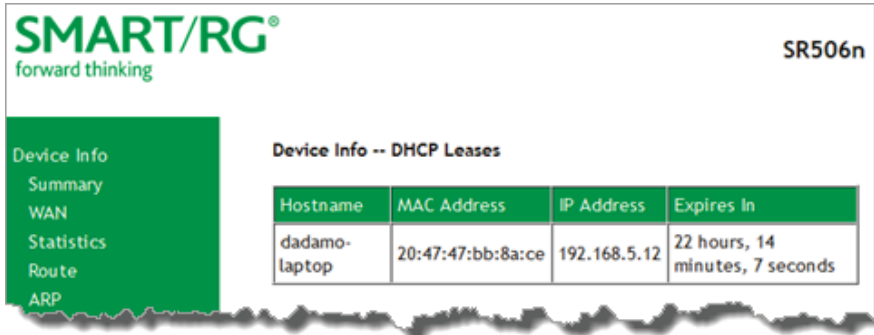 SMART/RG®
forward thinking
SR506n
Device Info
Summary
WAN
Statistics
Route
ARP
Device Info -- DHCP Leases
Hostname MAC Address IP Address Expires In
dadamo-laptop 20:47:47:bb:8a:ce 192.168.5.12 22 hours, 14 minutes, 7 seconds